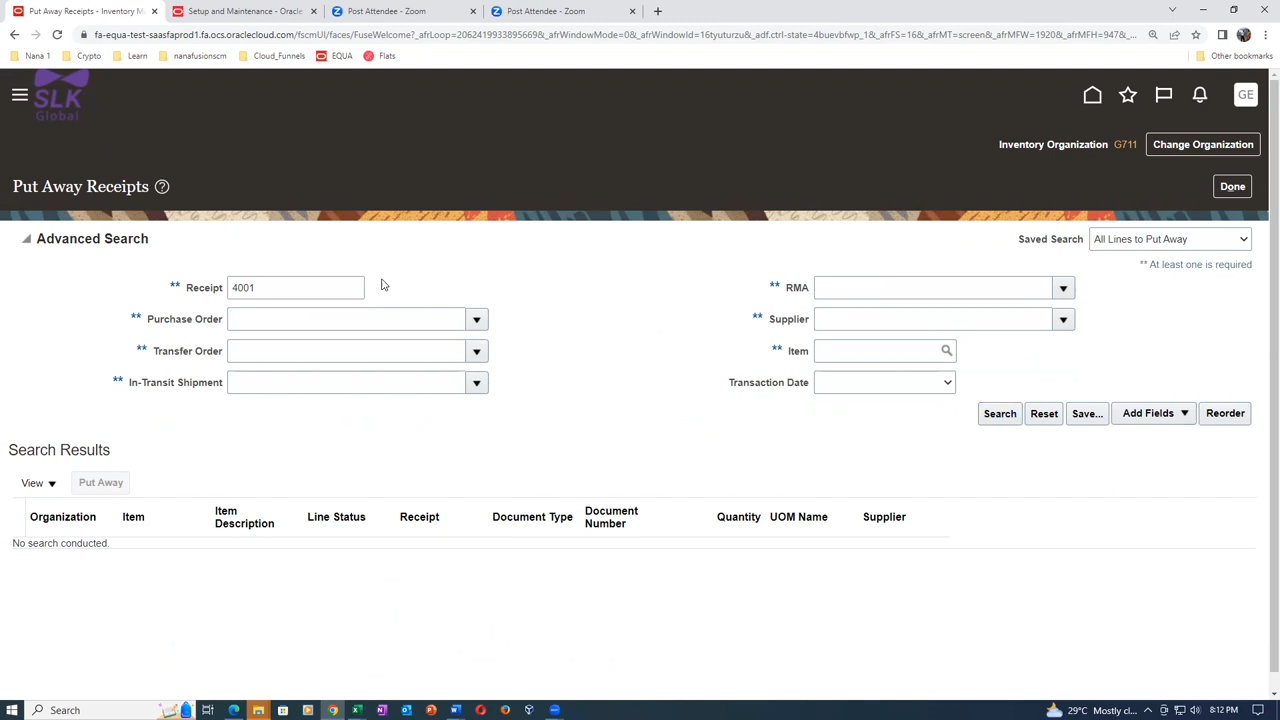 Put Away Receipts - Inventory M
Setup and Maintenance - Oracle
Post Attendee - Zoom
Post Attendee - Zoom
fa-equa-test-saasfaprod1.fa.ocs.oraclecloud.com/fscmUI/faces/FuseWelcome?_afrLoop=20624199338956698&_afrWindowMode=0&_afrWindowId=16tyuturzu&_adf.ctrl-state=4buevbfwp_1&_afrFS=16&_afrMT=screen&_afrMFW=1920&_afrMFH=947&...
Nana 1
Crypto
Learn
nanafusionscm
Cloud_Funnels
EQUA
Flats
Other bookmarks
SLK
Global
GE
Inventory Organization G711 Change Organization
Put Away Receipts ?
Done
Advanced Search
Saved Search All Lines to Put Away
** At least one is required
** Receipt 4001
** RMA
** Purchase Order
** Supplier
** Transfer Order
** Item
** In-Transit Shipment
Transaction Date
Search Reset Save... Add Fields Reorder
Search Results
View Put Away
Organization Item Item Description Line Status Receipt Document Type Document Number Quantity UOM Name Supplier
No search conducted.
Search
29°C Mostly cl...
8:12 PM